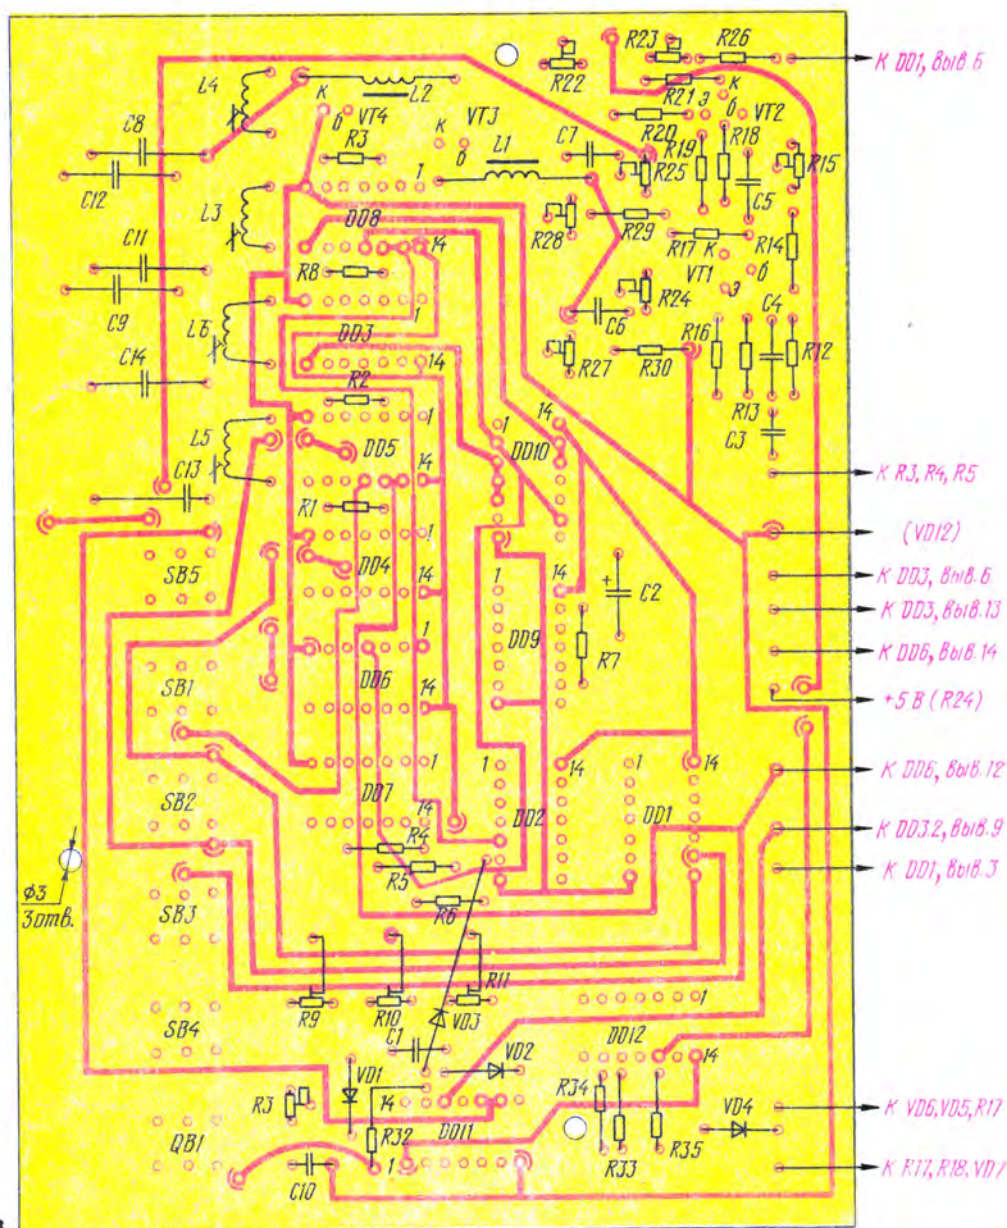 R23
R26
К DD1, выв.6
R22
L4
L2
R21
К
Э
б
VT2
К
б
VT4
К
VT3
б
C8
R3
L1
C7
R20
R19
R18
R25
R15
C12
1
C5
L3
DD8
14
R28
R29
R17
К
R14
C11
R8
VT1
б
Э
1
R24
C9
L6
DD3
C6
C4
R16
C14
14
R27
R30
R12
R2
R13
1
1
14
C3
L5
DD5
DD10
C13
14
К R3, R4, R5
R1
1
(VD12)
SB5
DD4
14
1
14
+
C2
К DD3, выв.6
К DD3, выв.13
1
DD9
R7
К DD6, выв.14
SB1
DD6
14
+5 В (R24)
1
1
14
1
14
К DD6, выв.12
SB2
DD7
14
DD2
DD1
К DD3.2, выв.9
R4
R5
К DD1, выв.3
ф3
3отв.
SB3
R6
R9
R10
R11
VD3
1
SB4
C1
DD12
14
VD1
VD2
R3
14
R34
VD4
К VD6, VD5, R17
QB1
R32
DD11
1
R33
R35
C10
К R17, R18, VD7